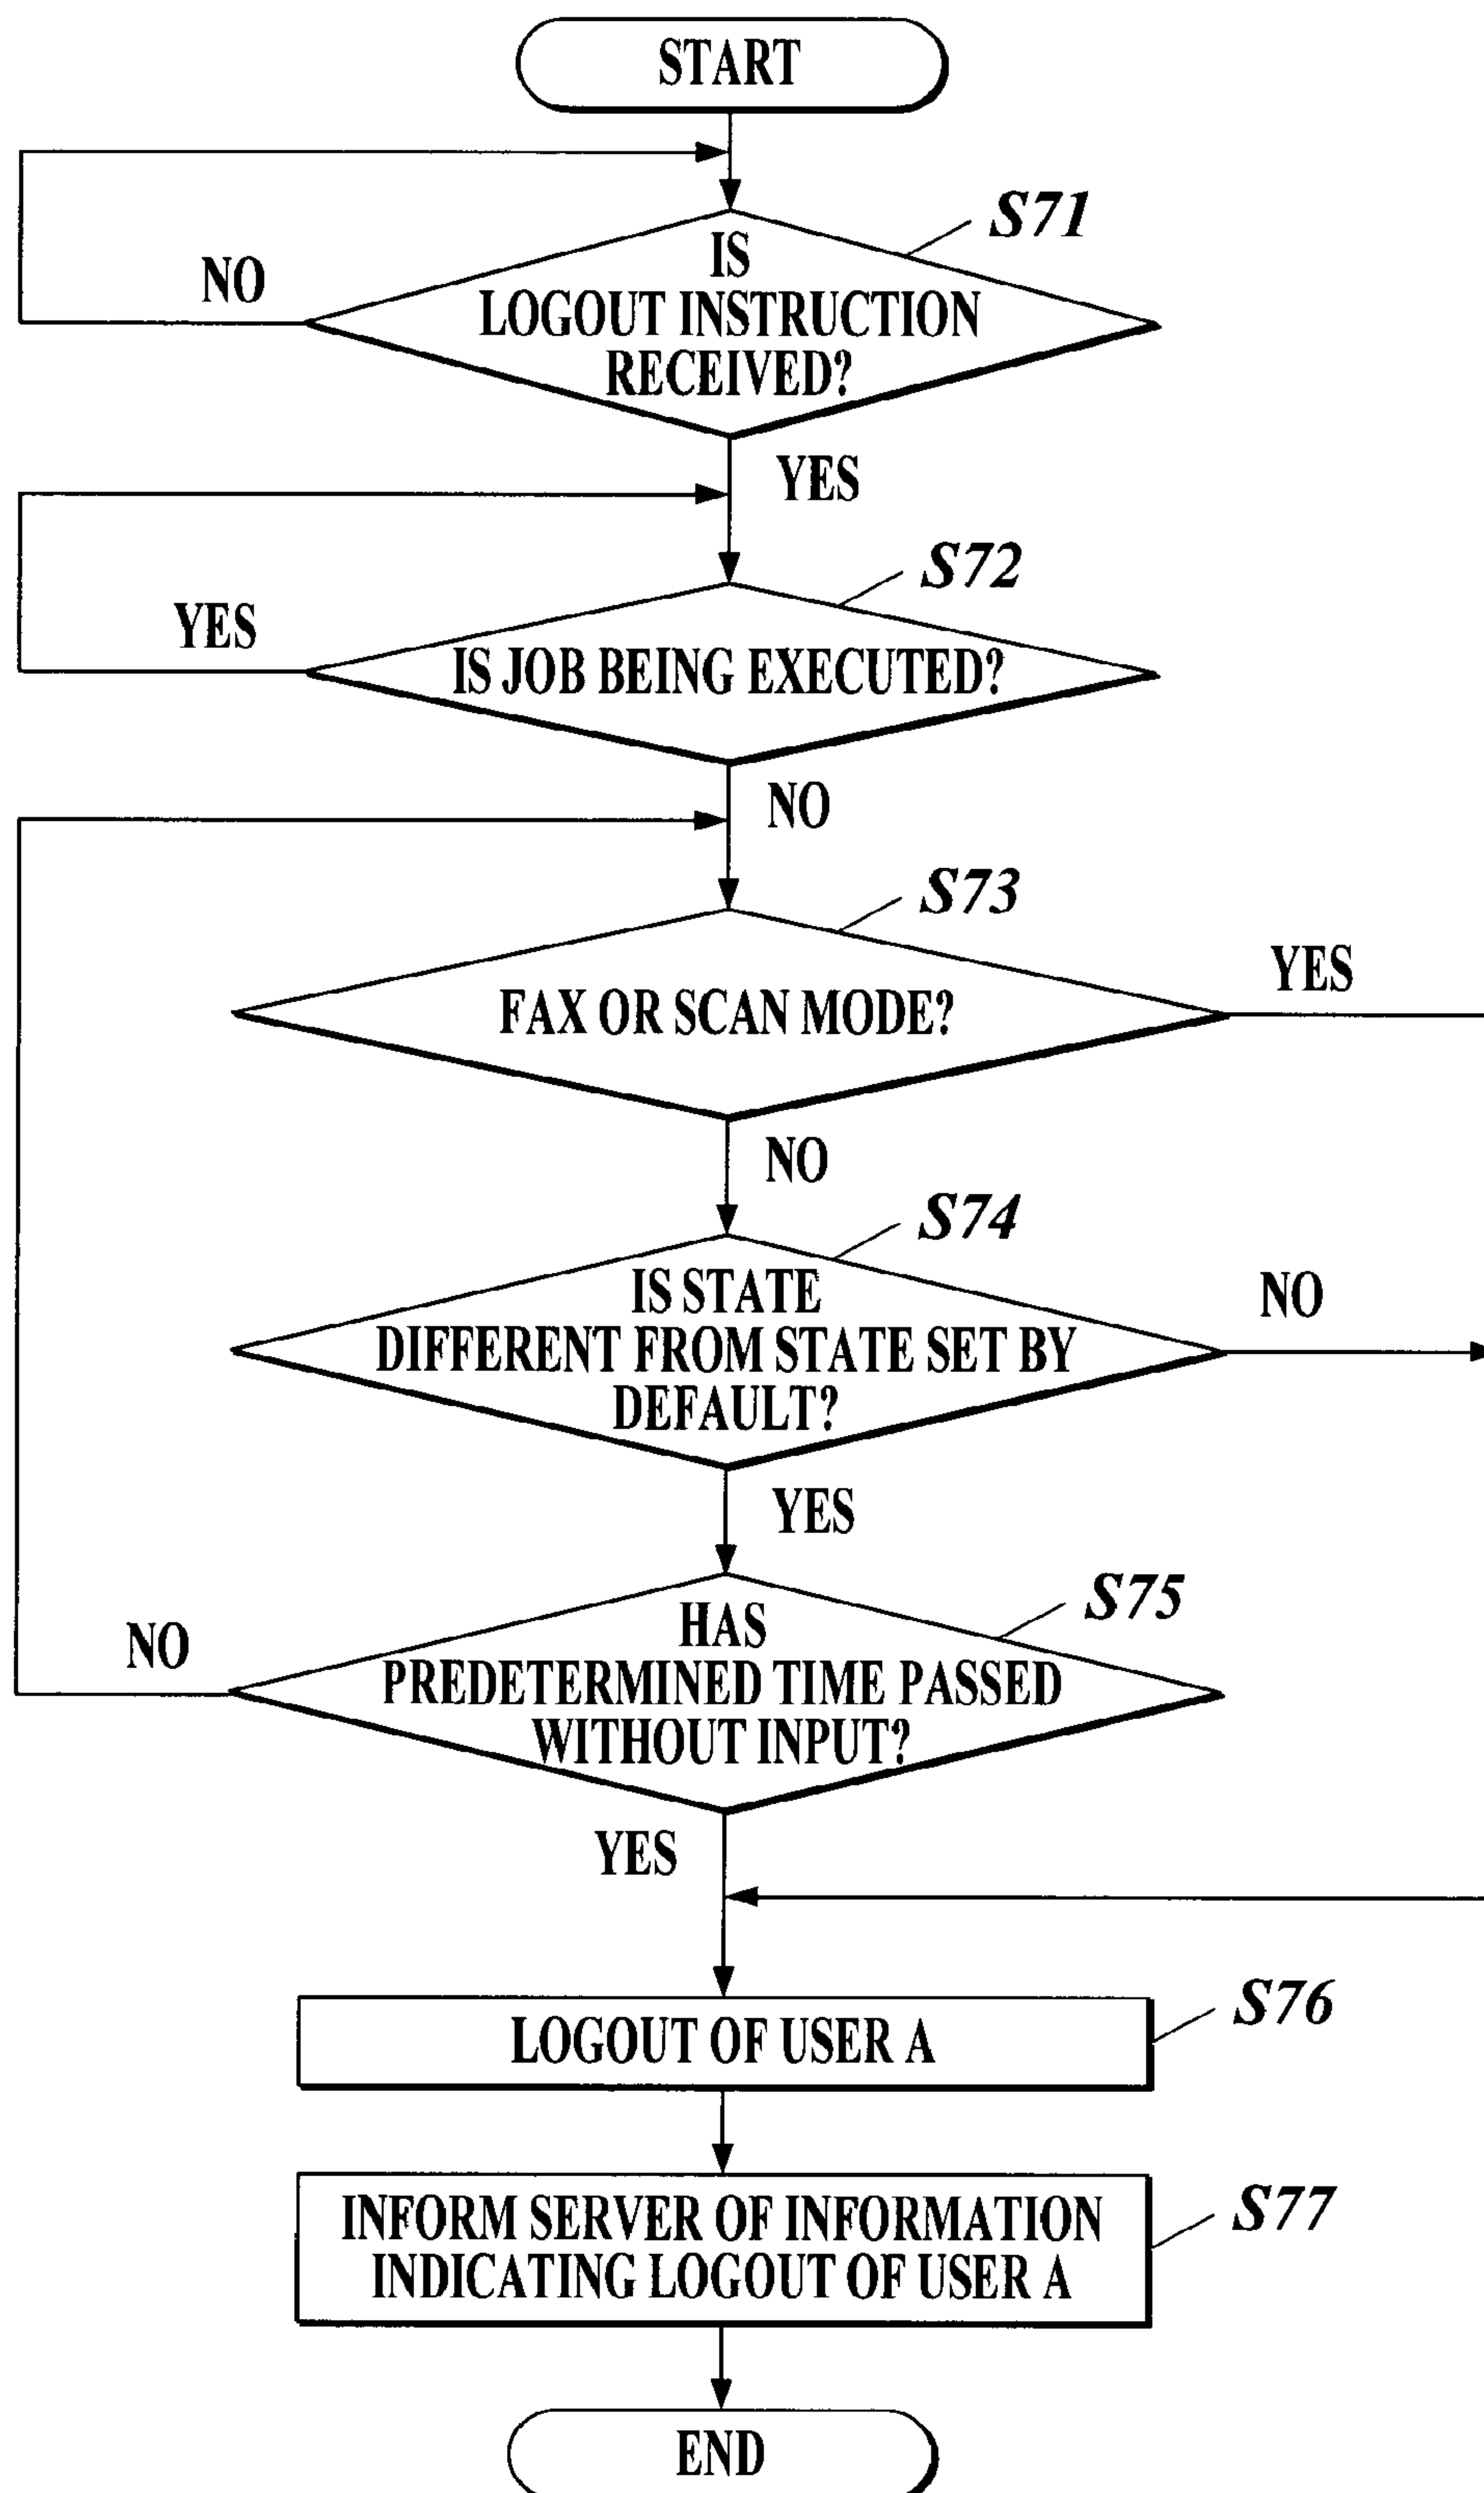 START
S71
NO
IS
LOGOUT INSTRUCTION
RECEIVED?
YES
S72
YES
IS JOB BEING EXECUTED?
NO
S73
YES
FAX OR SCAN MODE?
NO
S74
NO
IS STATE
DIFFERENT FROM STATE SET BY
DEFAULT?
YES
S75
NO
HAS
PREDETERMINED TIME PASSED
WITHOUT INPUT?
YES
S76
LOGOUT OF USER A
S77
INFORM SERVER OF INFORMATION
INDICATING LOGOUT OF USER A
END